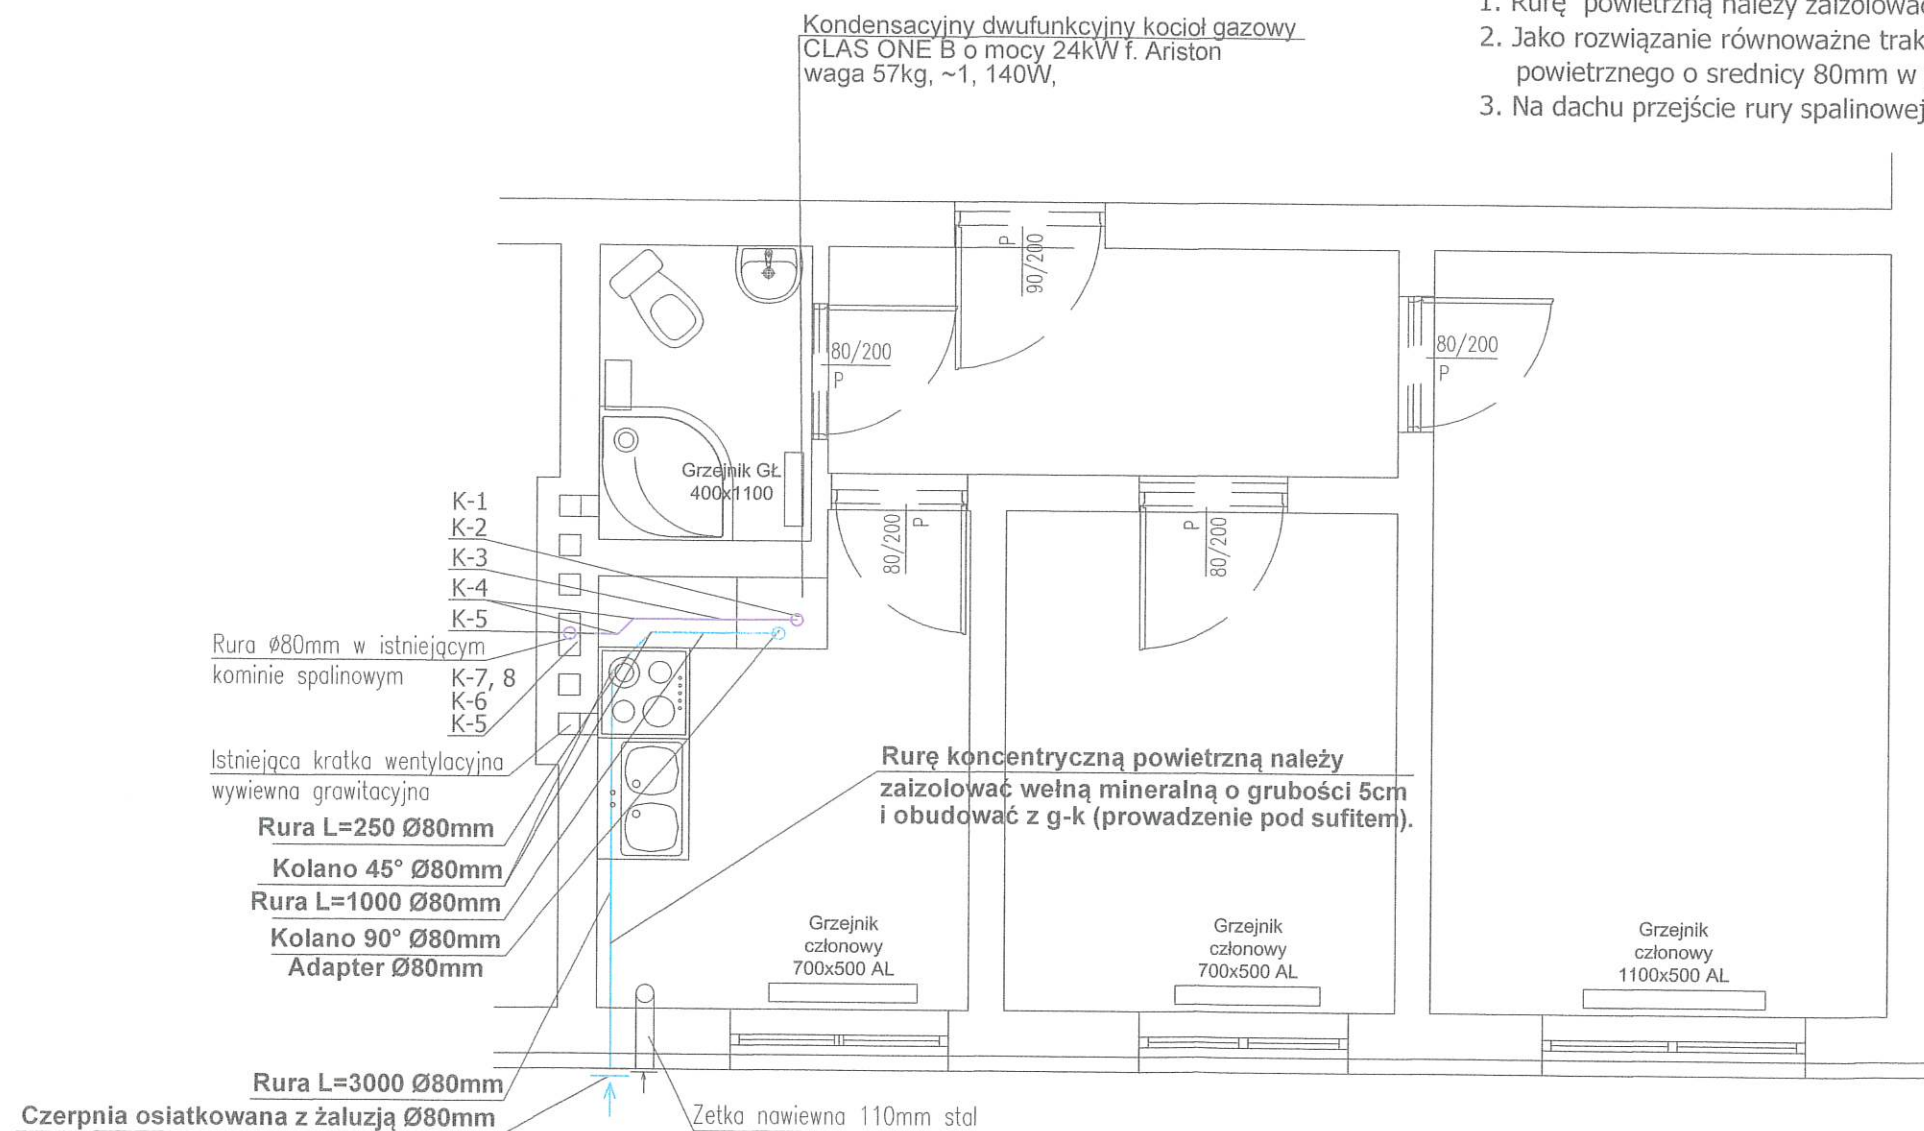 Kondensacyjny dwufunkcyjny kocioł gazowy
CLAS ONE B o mocy 24kW f. Ariston
waga 57kg, ~1, 140W,
1. Rurę powietrzną należy zaizolować
2. Jako rozwiązanie równoważne trak
powietrznego o srednicy 80mm w
3. Na dachu przejście rury spalinowej
P
90/200
80/200
P
80/200
P
Grzejnik GŁ
400x1100
80/200
P
P
80/200
K-1
K-2
K-3
K-4
K-5
Rura ø80mm w istniejącym
kominie spalinowym
K-7, 8
K-6
K-5
Istniejąca kratka wentylacyjna
wywiewna grawitacyjna
Rurę koncentryczną powietrzną należy
zaizolować wełną mineralną o grubości 5cm
i obudować z g-k (prowadzenie pod sufitem).
Rura L=250 Ø80mm
Kolano 45° Ø80mm
Rura L=1000 Ø80mm
Kolano 90° Ø80mm
Adapter Ø80mm
Grzejnik
członowy
700x500 AL
Grzejnik
członowy
700x500 AL
Grzejnik
członowy
1100x500 AL
Rura L=3000 Ø80mm
Czerpnia osiatkowana z żaluzją Ø80mm
Zetka nawiewna 110mm stal